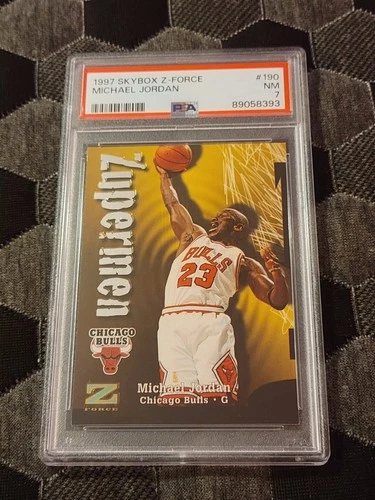 1997 SKYBOX Z-FORCE #190
MICHAEL JORDAN NM
7
PSA 89058393
Zupermen
BULLS
23
CHICAGO
BULLS
Z
FORCE
Michael Jordan
Chicago Bulls • G